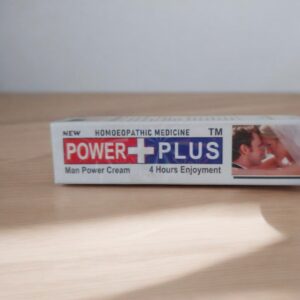 NEW HOMOEOPATHIC MEDICINE TM
POWER PLUS
Man Power Cream 4 Hours Enjoyment